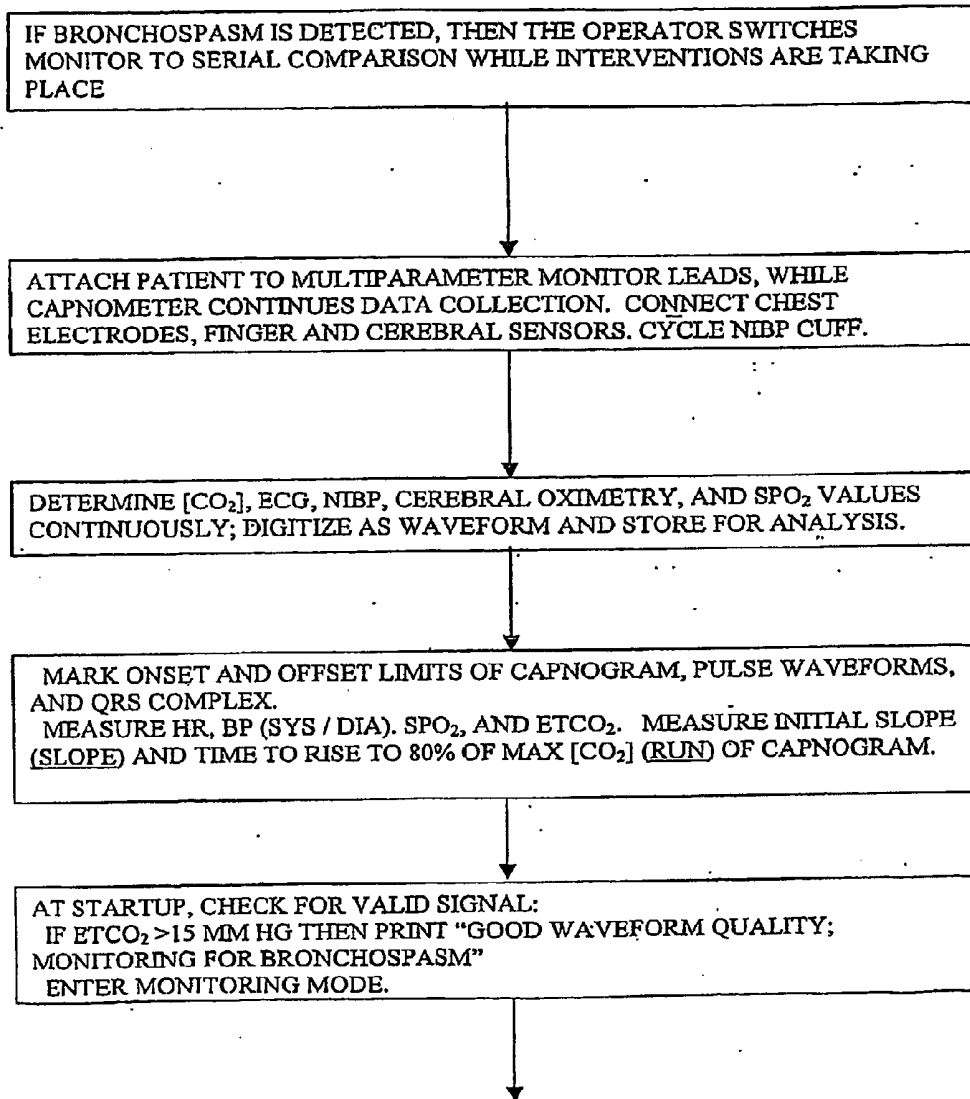 IF BRONCHOSPASM IS DETECTED, THEN THE OPERATOR SWITCHES
MONITOR TO SERIAL COMPARISON WHILE INTERVENTIONS ARE TAKING
PLACE
ATTACH PATIENT TO MULTIPARAMETER MONITOR LEADS, WHILE
CAPNOMETER CONTINUES DATA COLLECTION. CONNECT CHEST
ELECTRODES, FINGER AND CEREBRAL SENSORS. CYCLE NIBP CUFF.
DETERMINE [CO₂], ECG, NIBP, CEREBRAL OXIMETRY, AND SPO₂ VALUES
CONTINUOUSLY; DIGITIZE AS WAVEFORM AND STORE FOR ANALYSIS.
MARK ONSET AND OFFSET LIMITS OF CAPNOGRAM, PULSE WAVEFORMS,
AND QRS COMPLEX.
MEASURE HR, BP (SYS / DIA). SPO₂, AND ETCO₂. MEASURE INITIAL SLOPE
(SLOPE) AND TIME TO RISE TO 80% OF MAX [CO₂] (RUN) OF CAPNOGRAM.
AT STARTUP, CHECK FOR VALID SIGNAL:
IF ETCO₂ >15 MM HG THEN PRINT “GOOD WAVEFORM QUALITY;
MONITORING FOR BRONCHOSPASM”
ENTER MONITORING MODE.